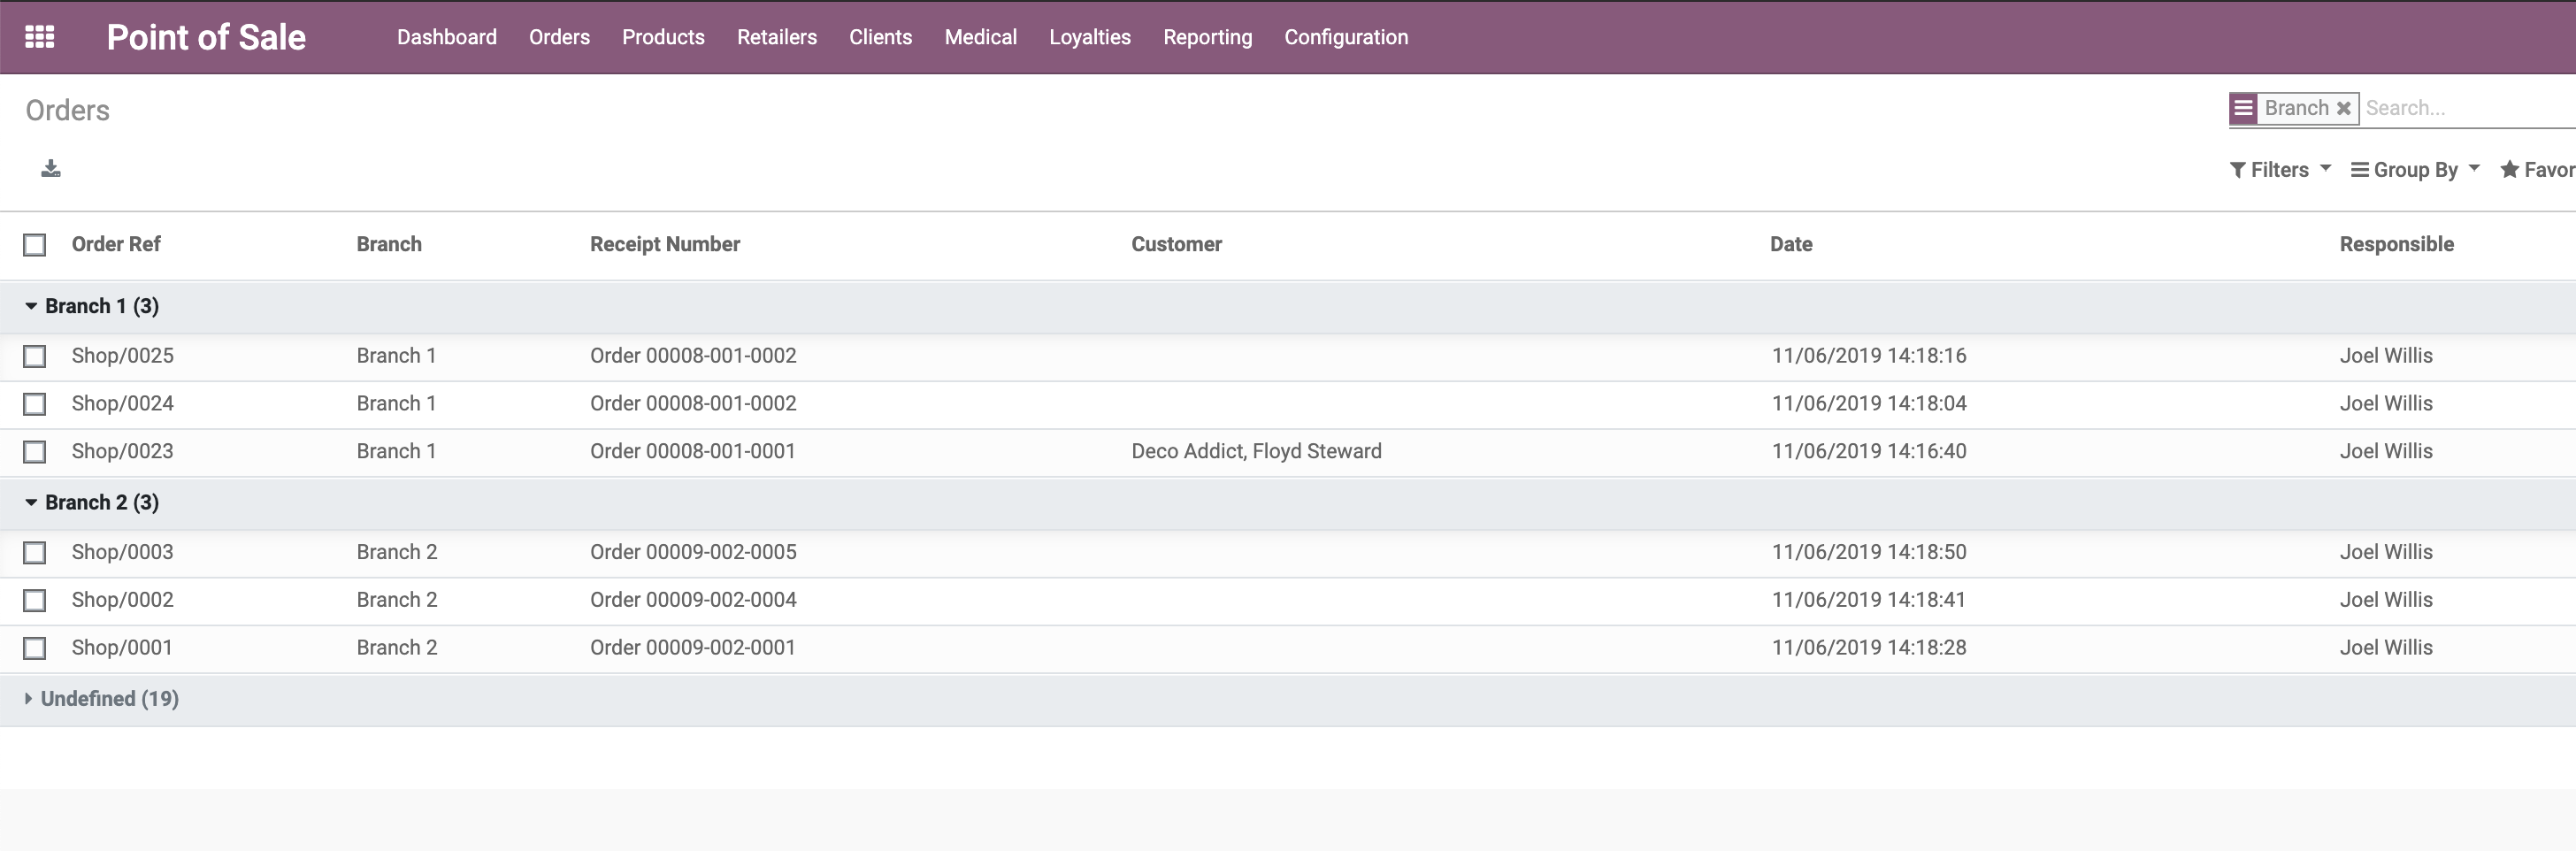 Point of Sale Dashboard Orders Products Retailers Clients Medical Loyalties Reporting Configuration
Orders Branch Search...
Filters Group By Favor
Order Ref Branch Receipt Number Customer Date Responsible
Branch 1 (3)
Shop/0025 Branch 1 Order 00008-001-0002 11/06/2019 14:18:16 Joel Willis
Shop/0024 Branch 1 Order 00008-001-0002 11/06/2019 14:18:04 Joel Willis
Shop/0023 Branch 1 Order 00008-001-0001 Deco Addict, Floyd Steward 11/06/2019 14:16:40 Joel Willis
Branch 2 (3)
Shop/0003 Branch 2 Order 00009-002-0005 11/06/2019 14:18:50 Joel Willis
Shop/0002 Branch 2 Order 00009-002-0004 11/06/2019 14:18:41 Joel Willis
Shop/0001 Branch 2 Order 00009-002-0001 11/06/2019 14:18:28 Joel Willis
Undefined (19)